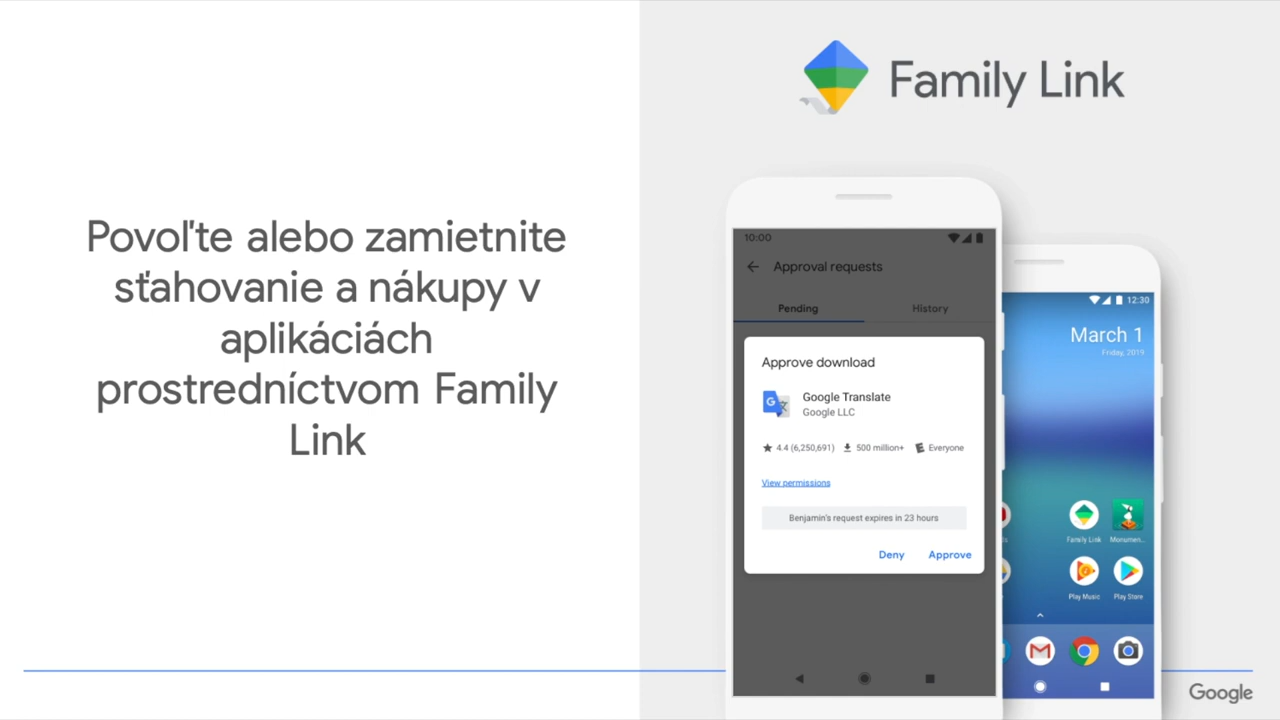 Povoľte alebo zamietnite
sťahovanie a nákupy v
aplikáciách
prostredníctvom Family
Link
Family Link
10:00
Approval requests
Pending History
Approve download
Google Translate
Google LLC
4.4 (6,250,691) 500 million+ Everyone
View permissions
Benjamin's request expires in 23 hours
Deny Approve
12:30
March 1
Friday, 2019
Family Link Monumen...
Play Music Play Store
Google